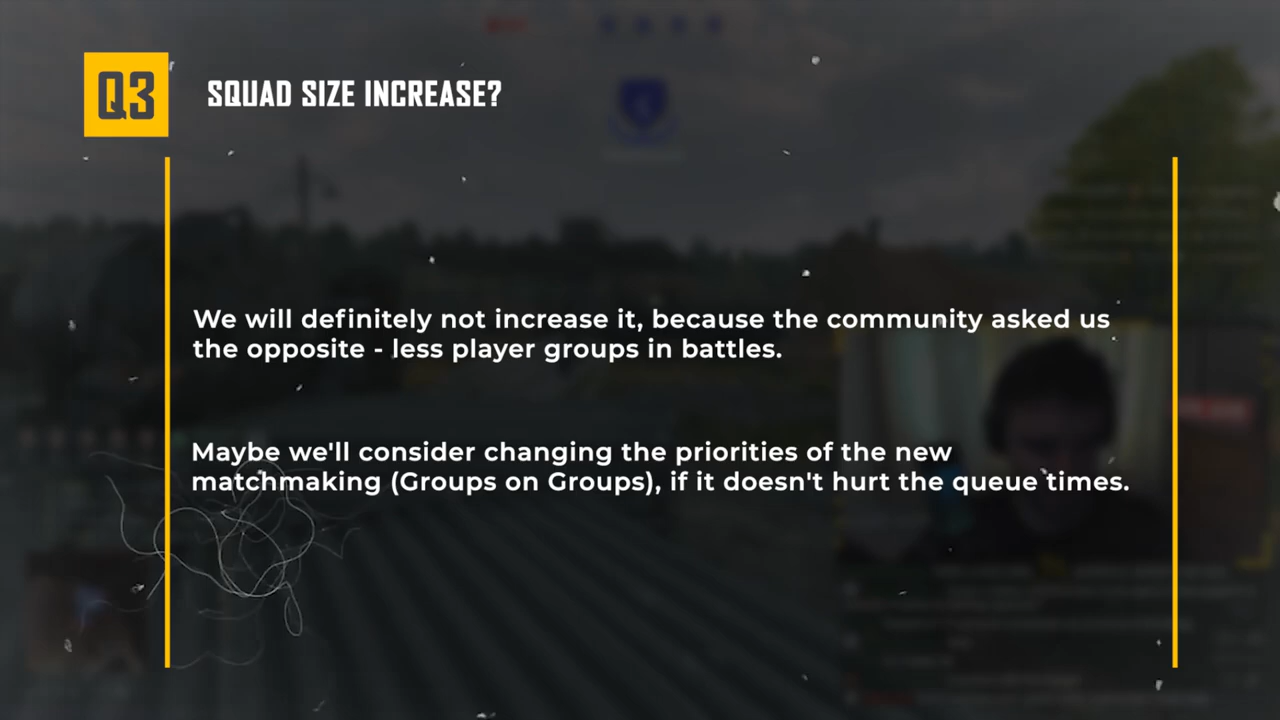 Q3
SQUAD SIZE INCREASE?
We will definitely not increase it, because the community asked us
the opposite - less player groups in battles.
Maybe we'll consider changing the priorities of the new
matchmaking (Groups on Groups), if it doesn't hurt the queue times.